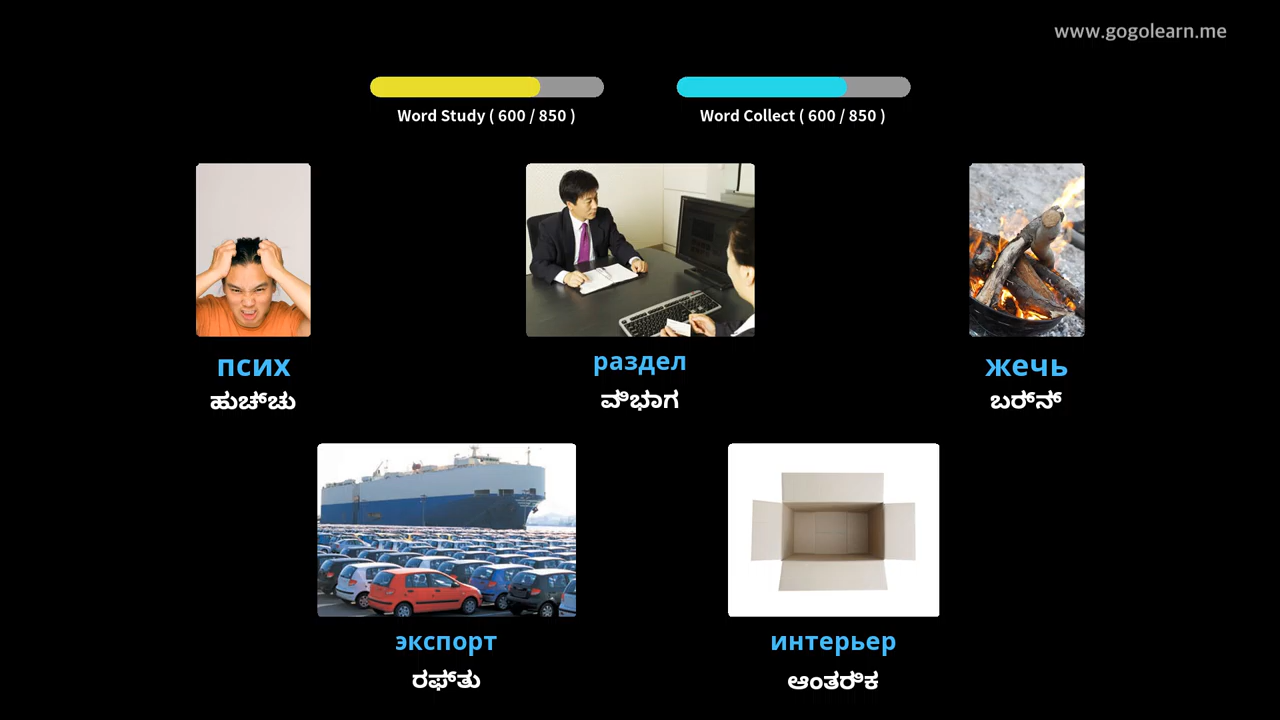 www.gogolearn.me
Word Study ( 600 / 850 )
Word Collect ( 600 / 850 )
псих
ಹುಚ್ಚು
раздел
ವಿಭಾಗ
жечь
ಬರ್ನ್
экспорт
ರಫ್ತು
интерьер
ಆಂತರಿಕ